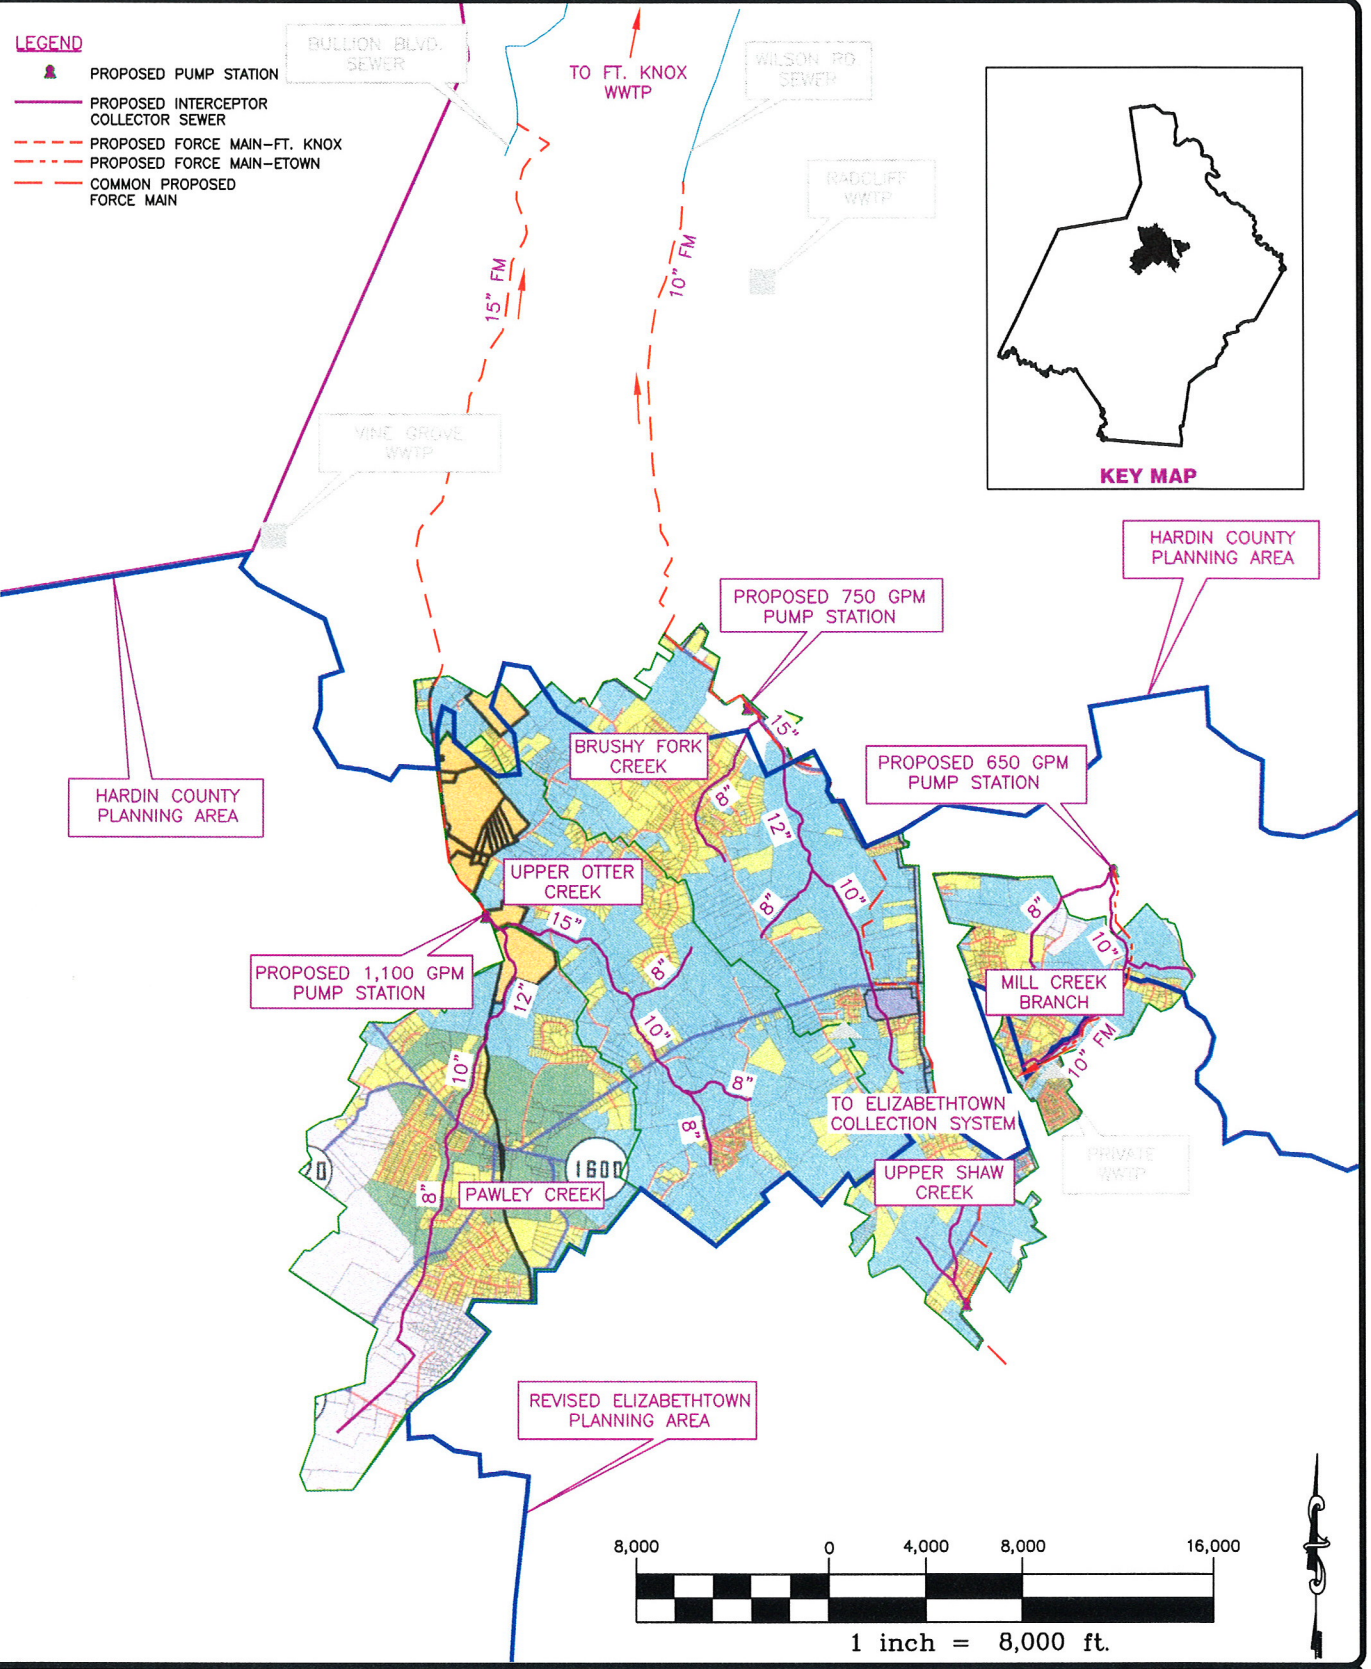 LEGEND
PROPOSED PUMP STATION
PROPOSED INTERCEPTOR
COLLECTOR SEWER
PROPOSED FORCE MAIN-FT. KNOX
PROPOSED FORCE MAIN-ETOWN
COMMON PROPOSED
FORCE MAIN
BULLION BLVD.
SEWER
TO FT. KNOX
WWTP
WILSON RD
SEWER
RADCLIFF
WWTP
15" FM
10" FM
VINE GROVE
WWTP
KEY MAP
HARDIN COUNTY
PLANNING AREA
PROPOSED 750 GPM
PUMP STATION
15"
BRUSHY FORK
CREEK
PROPOSED 650 GPM
PUMP STATION
HARDIN COUNTY
PLANNING AREA
8"
12"
UPPER OTTER
CREEK
10"
8"
8"
15"
10"
PROPOSED 1,100 GPM
PUMP STATION
8"
12"
MILL CREEK
BRANCH
10"
10" FM
10"
8"
TO ELIZABETHTOWN
COLLECTION SYSTEM
8"
PRIVATE
WWTP
1600
0
8"
PAWLEY CREEK
UPPER SHAW
CREEK
REVISED ELIZABETHTOWN
PLANNING AREA
8,000 0 4,000 8,000 16,000
1 inch = 8,000 ft.